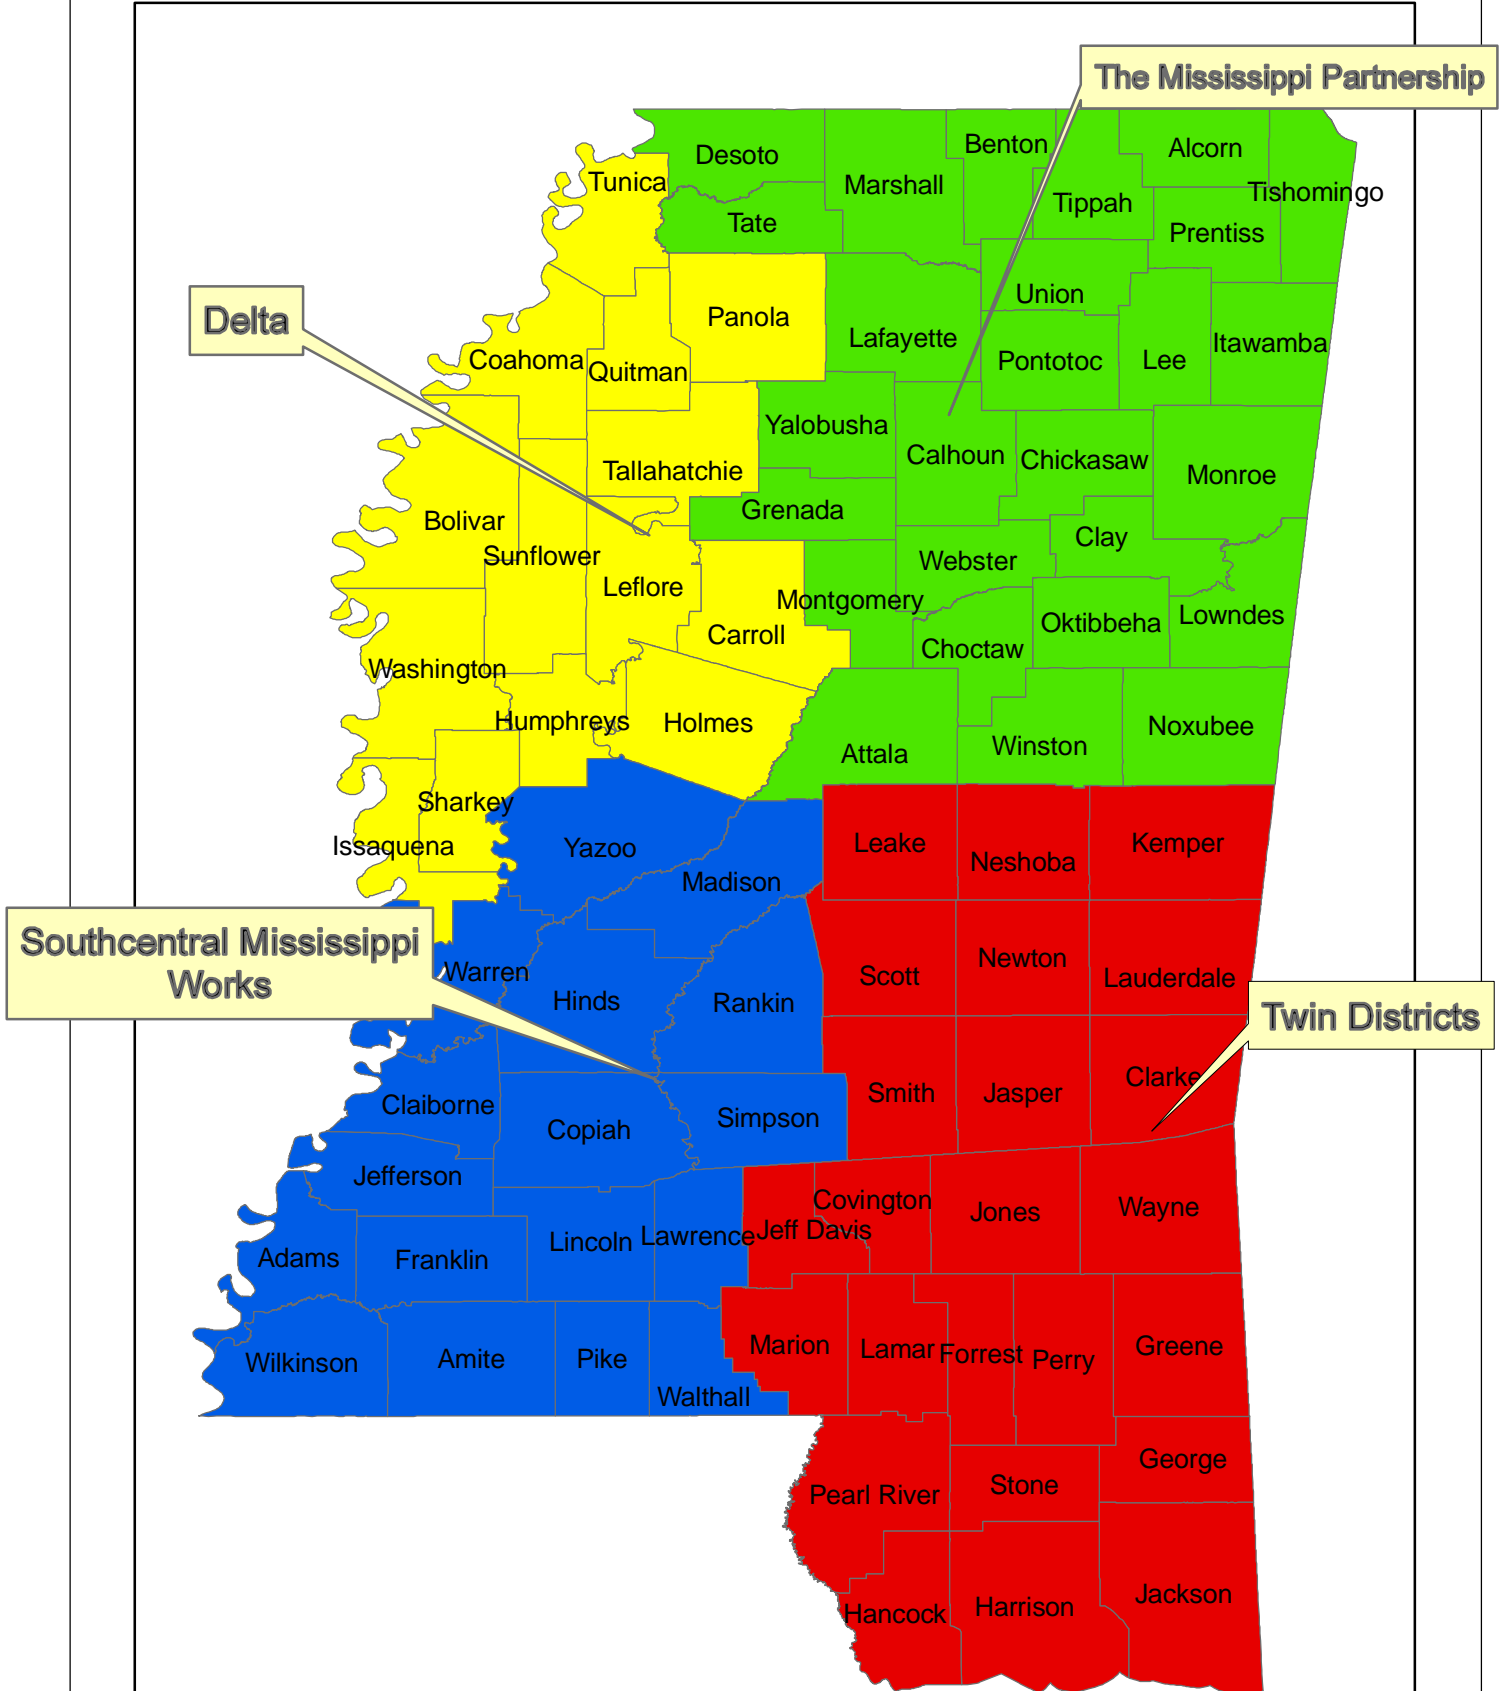 The Mississippi Partnership
Desoto
Marshall
Benton
Alcorn
Tippah
Tishomingo
Tunica
Tate
Prentiss
Delta
Panola
Union
Lafayette
Pontotoc
Lee
Itawamba
Coahoma
Quitman
Yalobusha
Calhoun
Chickasaw
Monroe
Tallahatchie
Grenada
Bolivar
Sunflower
Clay
Webster
Leflore
Montgomery
Carroll
Choctaw
Oktibbeha
Lowndes
Washington
Humphreys
Holmes
Attala
Winston
Noxubee
Sharkey
Issaquena
Yazoo
Madison
Leake
Neshoba
Kemper
Southcentral Mississippi
Works
Warren
Hinds
Rankin
Scott
Newton
Lauderdale
Twin Districts
Claiborne
Copiah
Simpson
Smith
Jasper
Clarke
Jefferson
Lincoln
Lawrence
Jeff Davis
Covington
Jones
Wayne
Adams
Franklin
Wilkinson
Amite
Pike
Walthall
Marion
Lamar
Forrest
Perry
Greene
Pearl River
Stone
George
Hancock
Harrison
Jackson